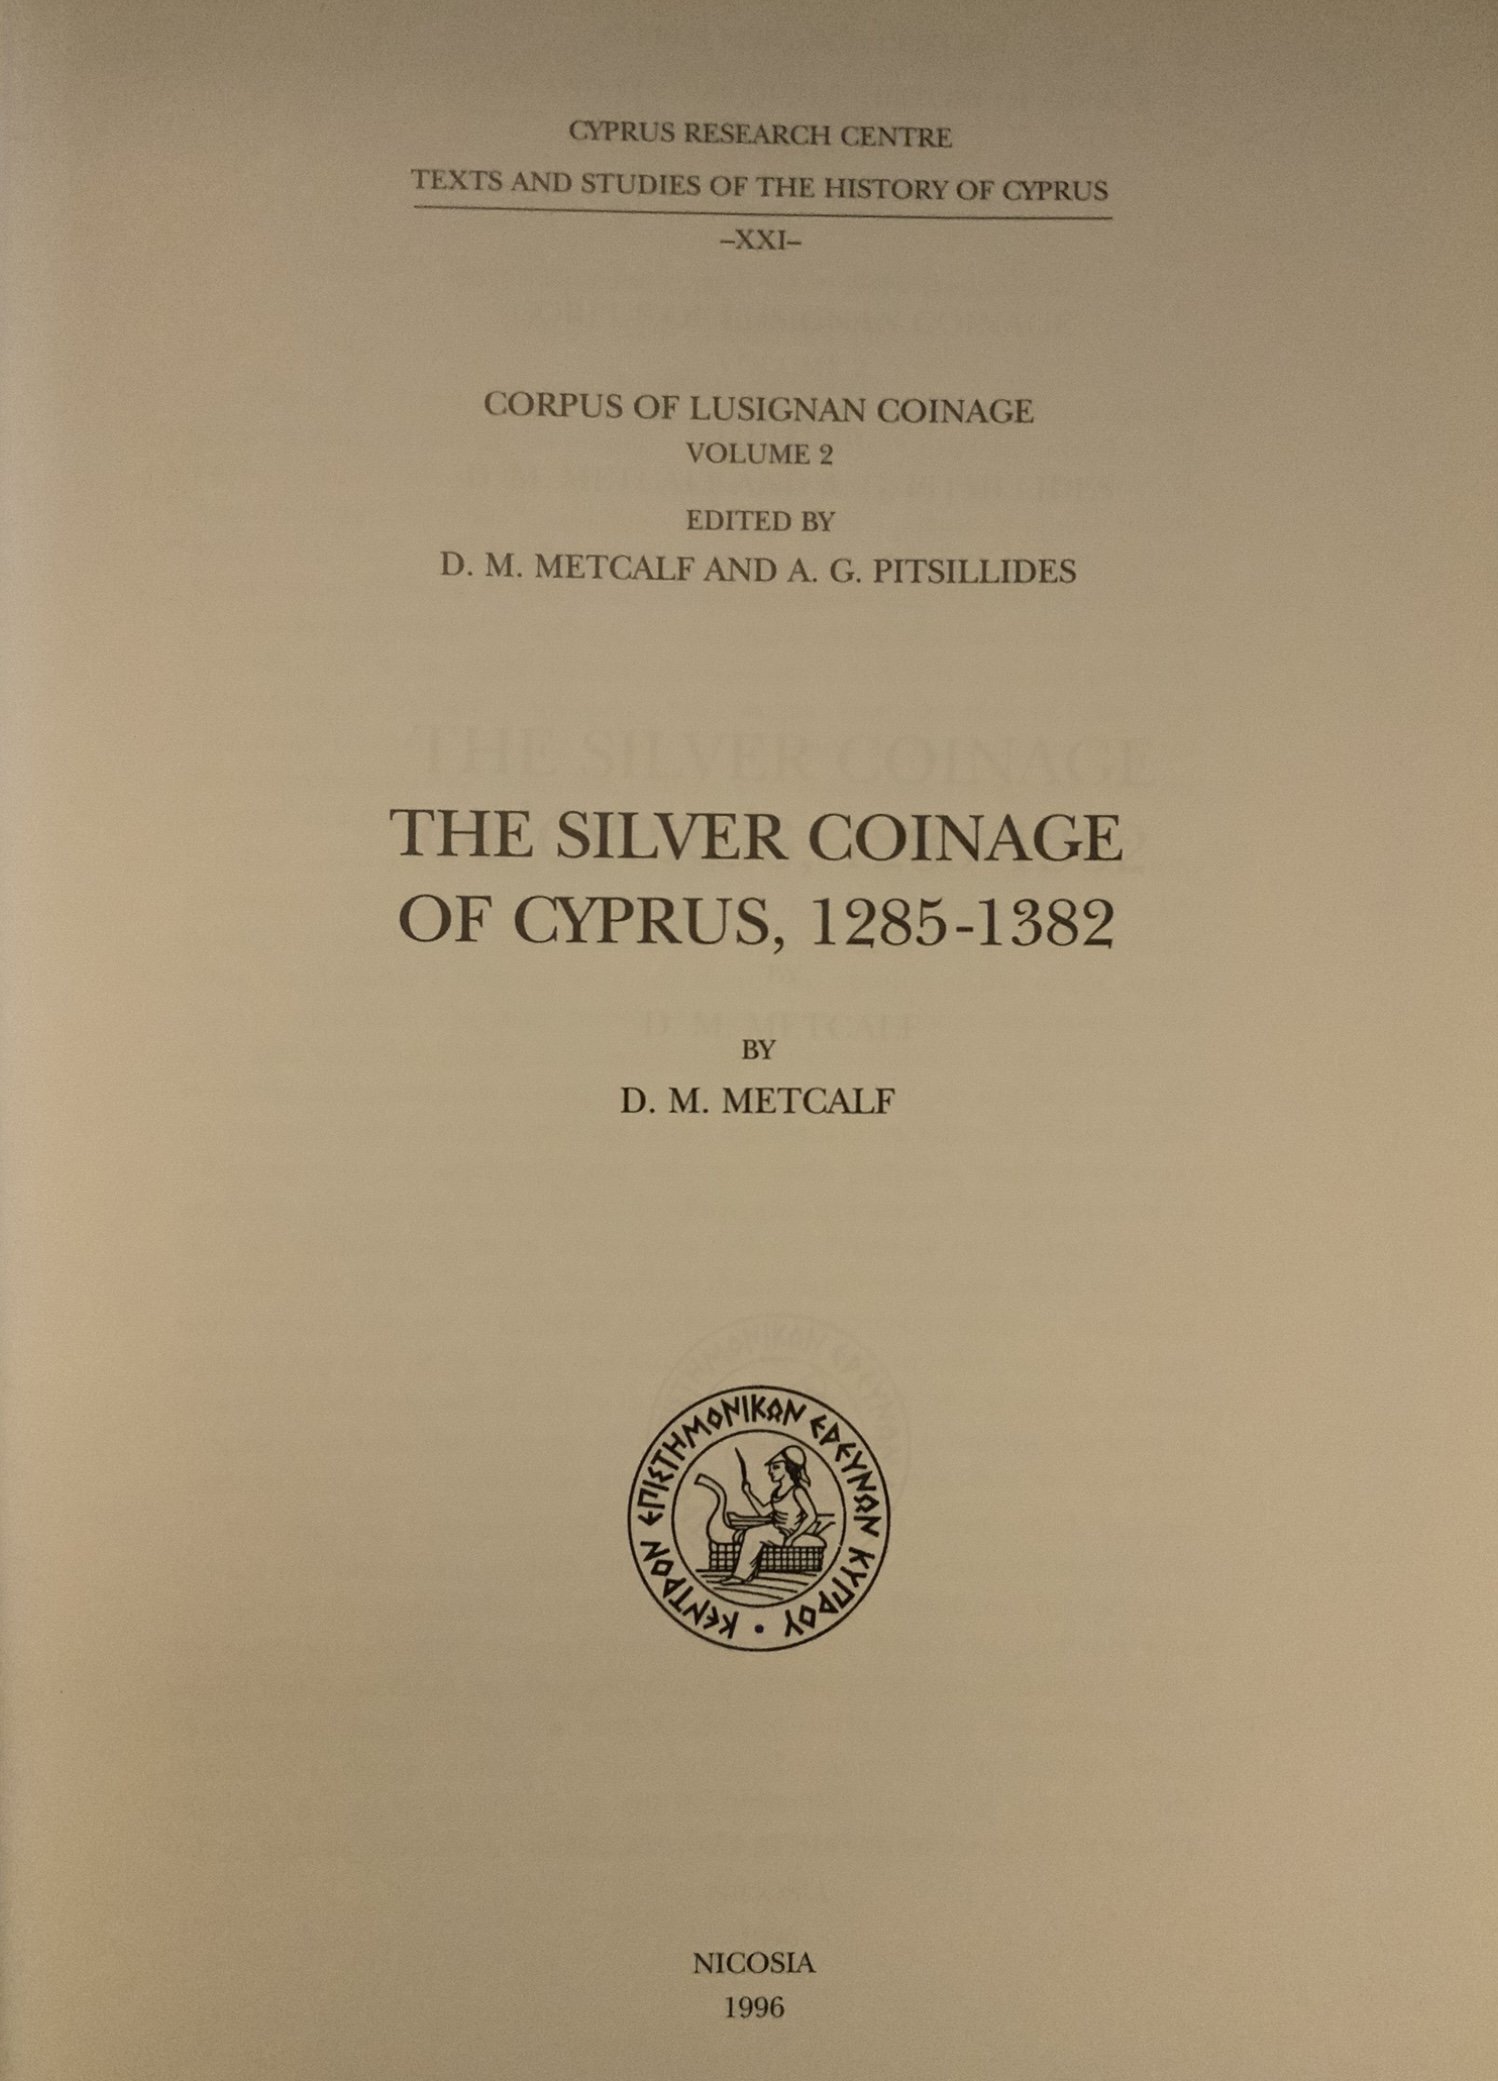 CYPRUS RESEARCH CENTRE
TEXTS AND STUDIES OF THE HISTORY OF CYPRUS
–XXI–
CORPUS OF LUSIGNAN COINAGE
VOLUME 2
EDITED BY
D. M. METCALF AND A. G. PITSILLIDES
THE SILVER COINAGE
OF CYPRUS, 1285-1382
BY
D. M. METCALF
ΚΕΝΤΡΟΝ ΕΠΙΣΤΗΜΟΝΙΚΩΝ ΕΡΕΥΝΩΝ ΚΥΠΡΟΥ •
NICOSIA
1996